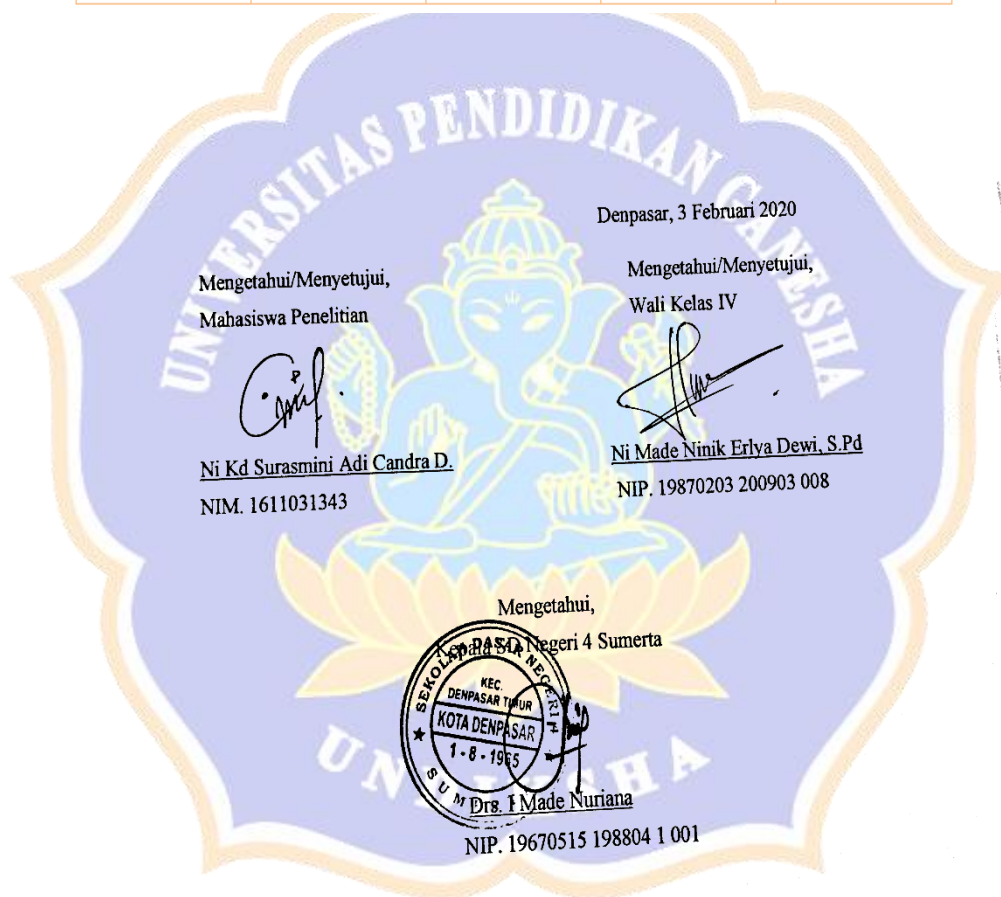 UNIVERSITAS PENDIDIKAN GANESHA
Denpasar, 3 Februari 2020
Mengetahui/Menyetujui,
Mahasiswa Penelitian
Ni Kd Surasmini Adi Candra D.
NIM. 1611031343
Mengetahui/Menyetujui,
Wali Kelas IV
Ni Made Ninik Erlya Dewi, S.Pd
NIP. 19870203 200903 008
Mengetahui,
Kepala SD Negeri 4 Sumerta
SEKOLAH DASAR NEGERI 4
KEC.
DENPASAR TIMUR
KOTA DENPASAR
1-8-1965
Drs. I Made Nuriana
NIP. 19670515 198804 1 001